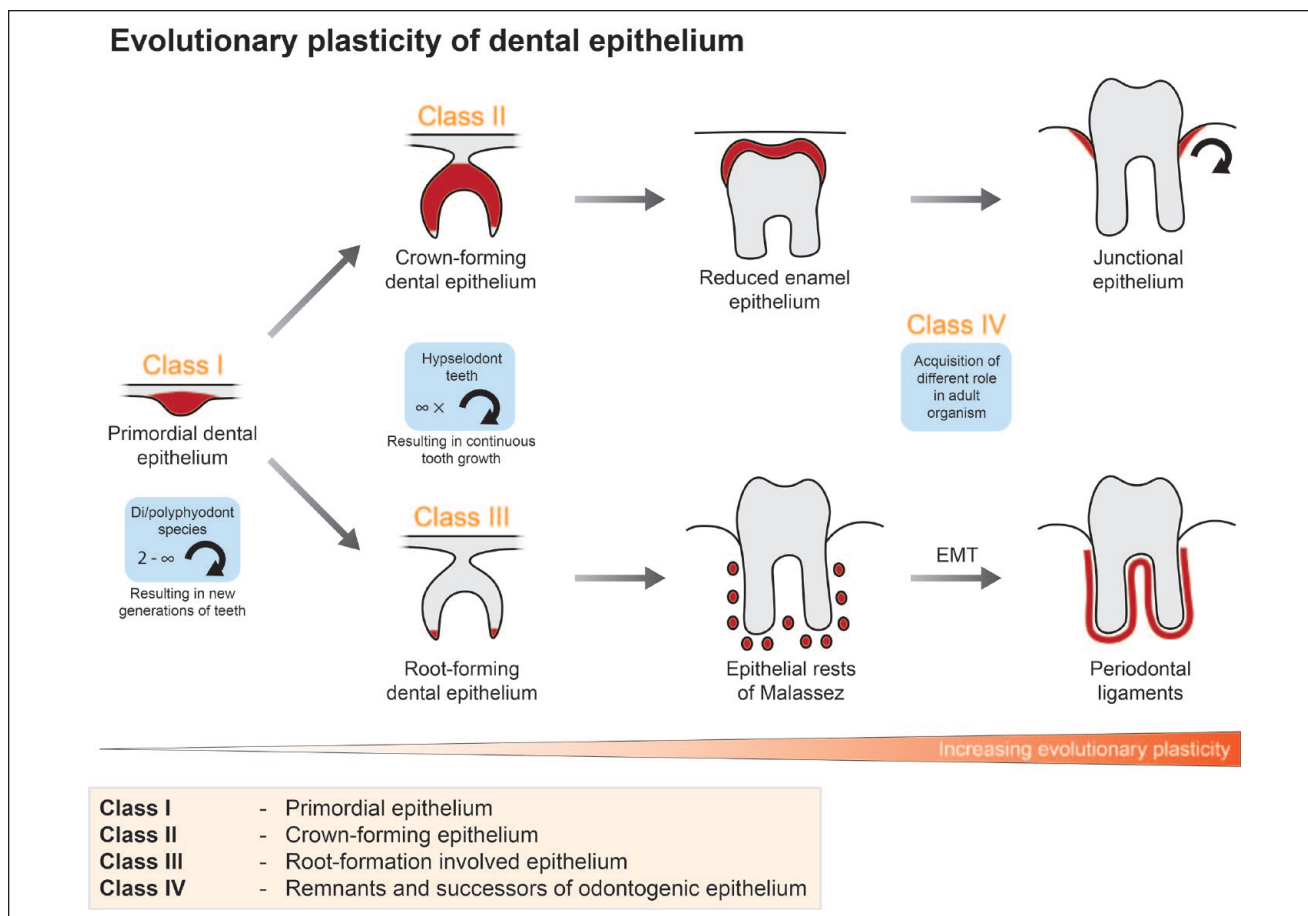 Evolutionary plasticity of dental epithelium
Class II
Crown-forming
dental epithelium
Reduced enamel
epithelium
Junctional
epithelium
Class I
Primordial dental
epithelium
Di/polyphyodont
species
2 - ∞
Resulting in new
generations of teeth
Hypselodont
teeth
∞ ×
Resulting in continuous
tooth growth
Class IV
Acquisition of
different role
in adult
organism
Class III
Root-forming
dental epithelium
Epithelial rests
of Malassez
EMT
Periodontal
ligaments
Increasing evolutionary plasticity
Class I - Primordial epithelium
Class II - Crown-forming epithelium
Class III - Root-formation involved epithelium
Class IV - Remnants and successors of odontogenic epithelium